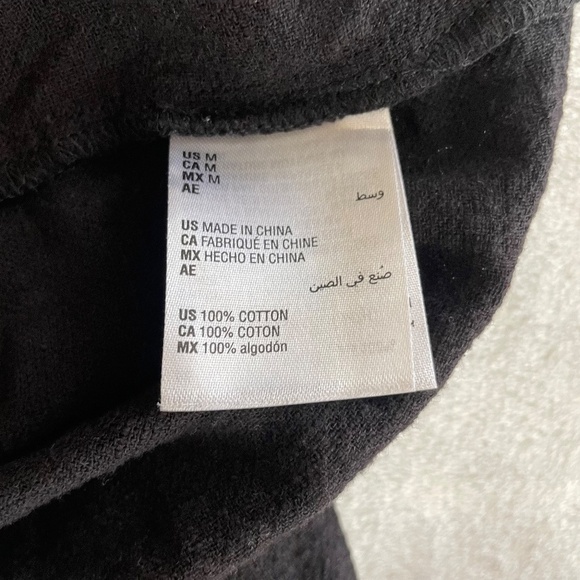 US M
CA M
MX M
AE
وسط
US MADE IN CHINA
CA FABRIQUÉ EN CHINE
MX HECHO EN CHINA
AE
صُنع في الصين
US 100% COTTON
CA 100% COTON
MX 100% algodón